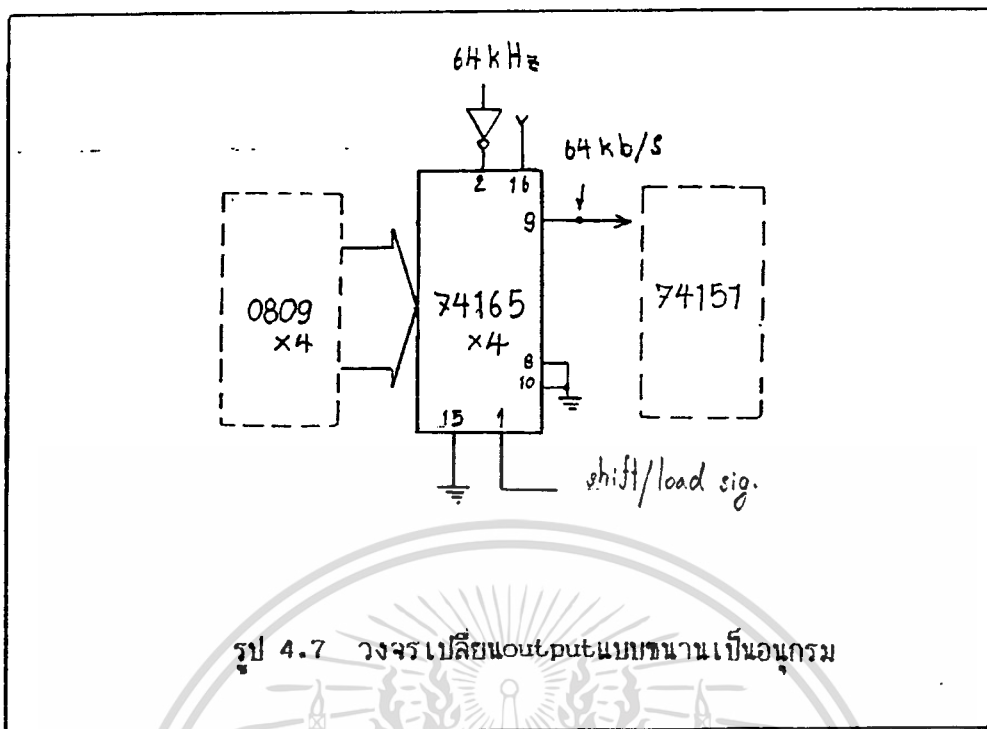 64 kHz
64 kb/s
2 16
9
0809
×4
74165
×4
74151
8
10
15 1
shift/load sig.
รูป 4.7 วงจรเปลี่ยนoutputแบบขนานเป็นอนุกรม